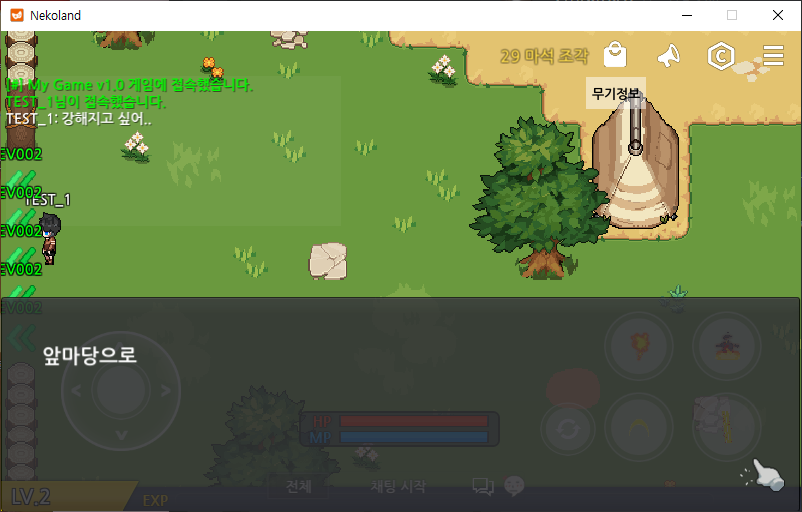 Nekoland
29 마석 조각
무기정보
[#] My Game v1.0 게임에 접속했습니다.
TEST_1님이 접속했습니다.
TEST_1: 강해지고 싶어..
EV002
EV002
TEST_1
EV002
EV002
EV002
앞마당으로
HP
MP
전체
채팅 시작
LV.2
EXP